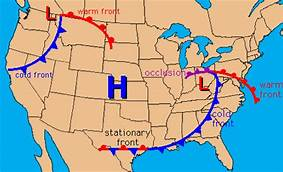 L
warm front
occlusion
H
L
warm
front
cold front
cold
front
stationary
front